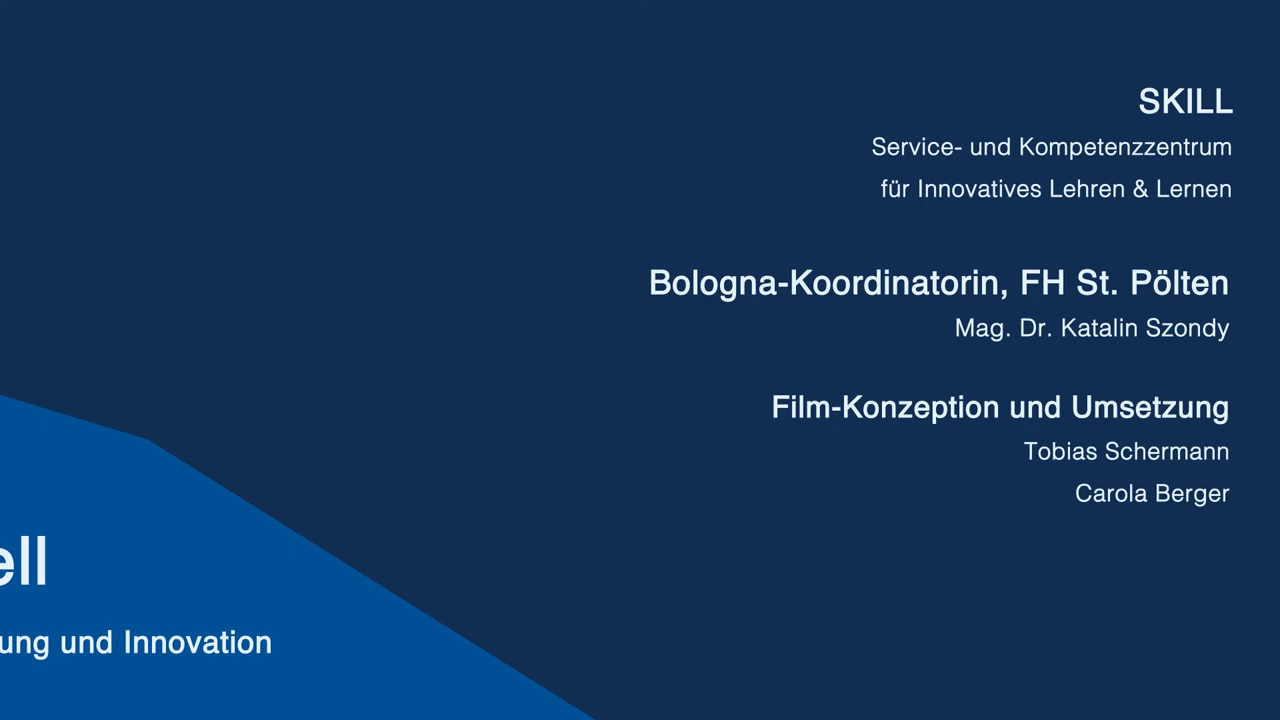 SKILL
Service- und Kompetenzzentrum
für Innovatives Lehren & Lernen
Bologna-Koordinatorin, FH St. Pölten
Mag. Dr. Katalin Szondy
Film-Konzeption und Umsetzung
Tobias Schermann
Carola Berger
ell
ung und Innovation